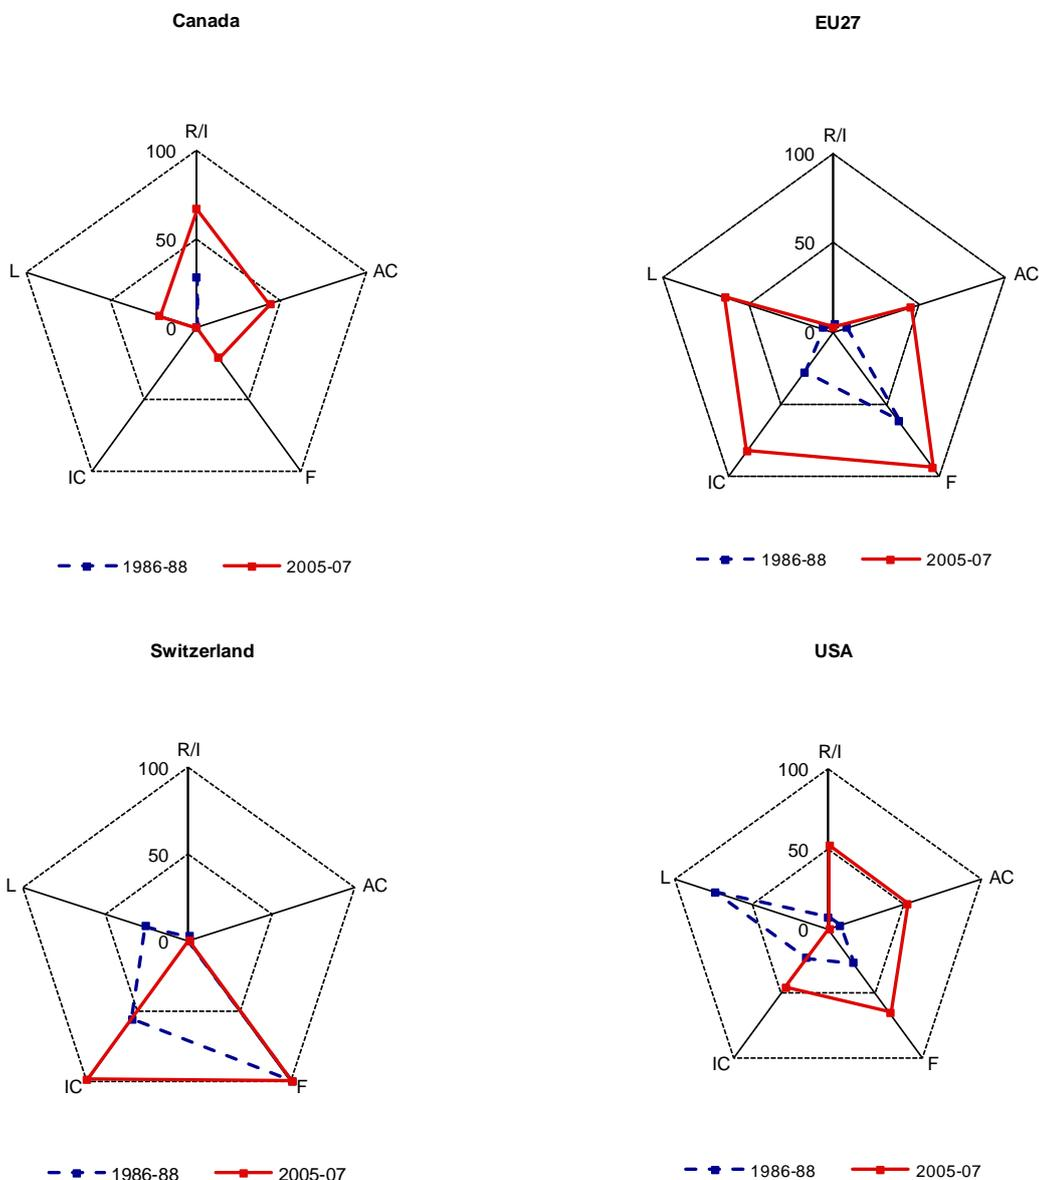 Canada
EU27
R/I
100
50
0
L
AC
IC
F
R/I
100
50
0
L
AC
IC
F
1986-88
2005-07
1986-88
2005-07
Switzerland
USA
R/I
100
50
0
L
AC
IC
F
R/I
100
50
0
L
AC
IC
F
1986-88
2005-07
1986-88
2005-07